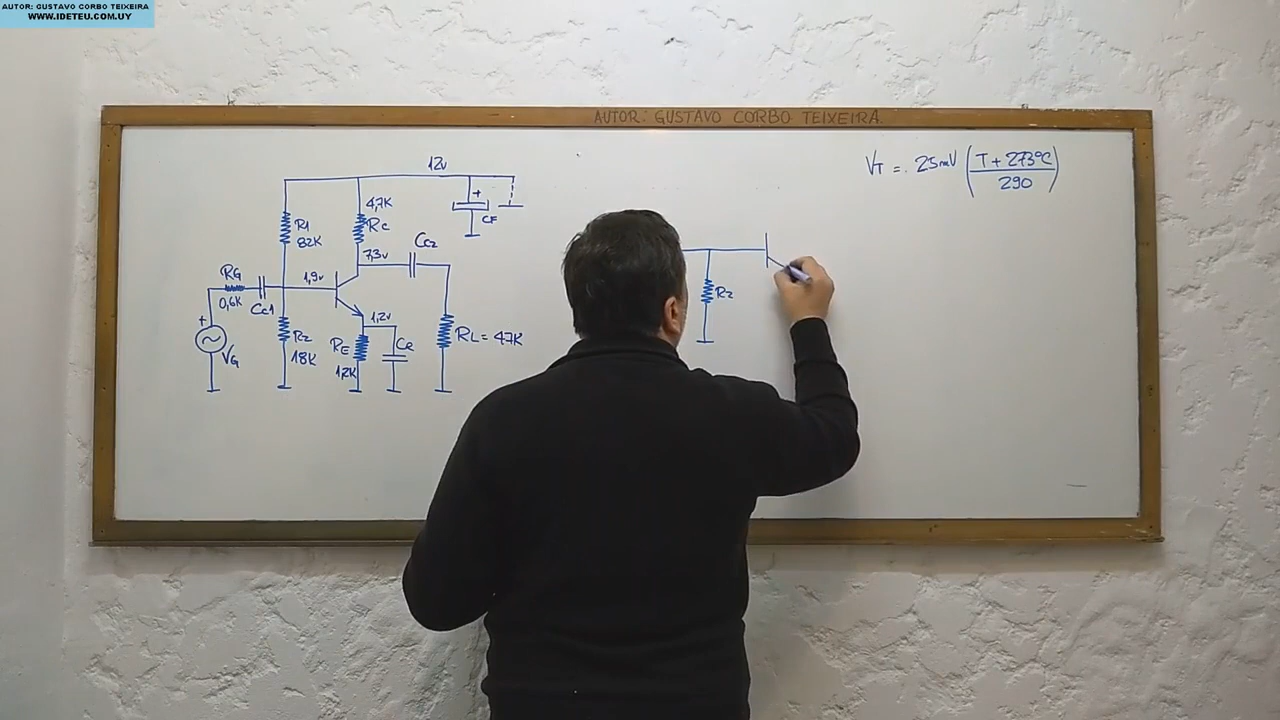 AUTOR: GUSTAVO CORBO TEIXEIRA
WWW.IDETEU.COM.UY
AUTOR: GUSTAVO CORBO TEIXEIRA
12v
4,7K
RC
+
CF
R1
82K
7,3v
Cc2
RG
0,6K
Cc1
1,9v
+
VG
R2
18K
1,2v
RE
1,2K
Ce
RL = 47K
R2
VT = 25mV (T + 273°C / 290)